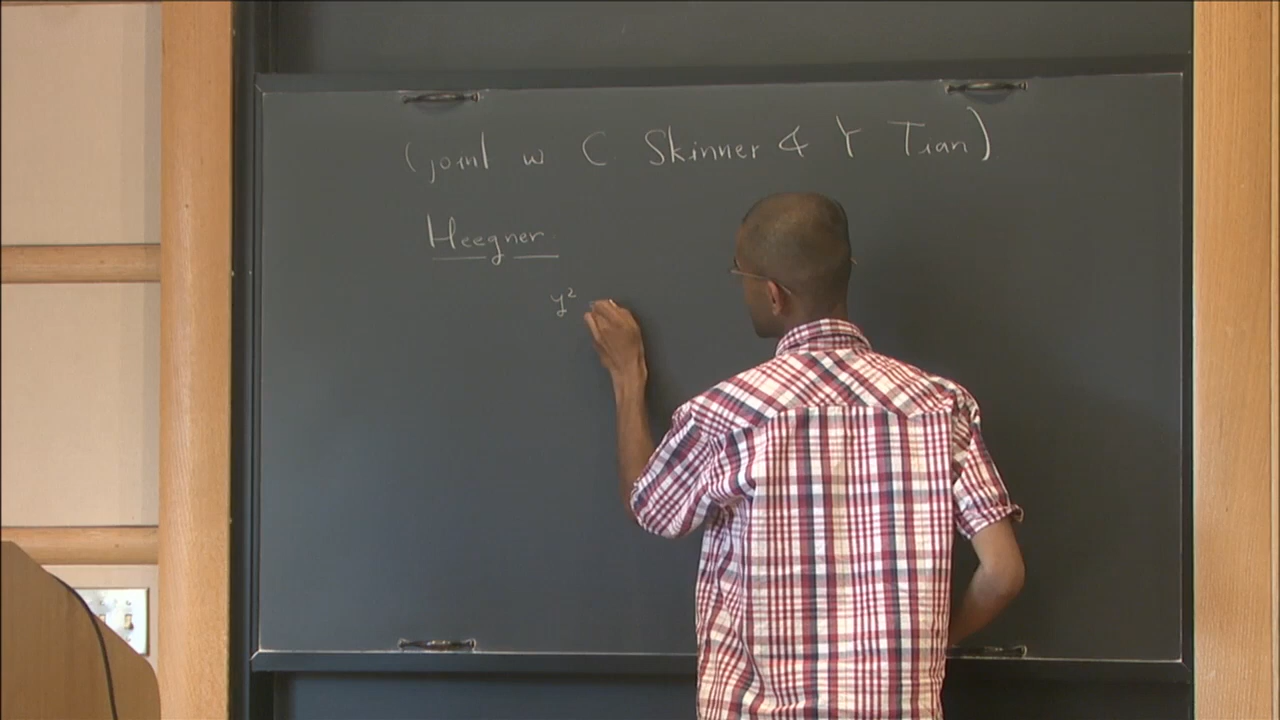 (joint w C. Skinner & Y Tian)
Heegner
y² =